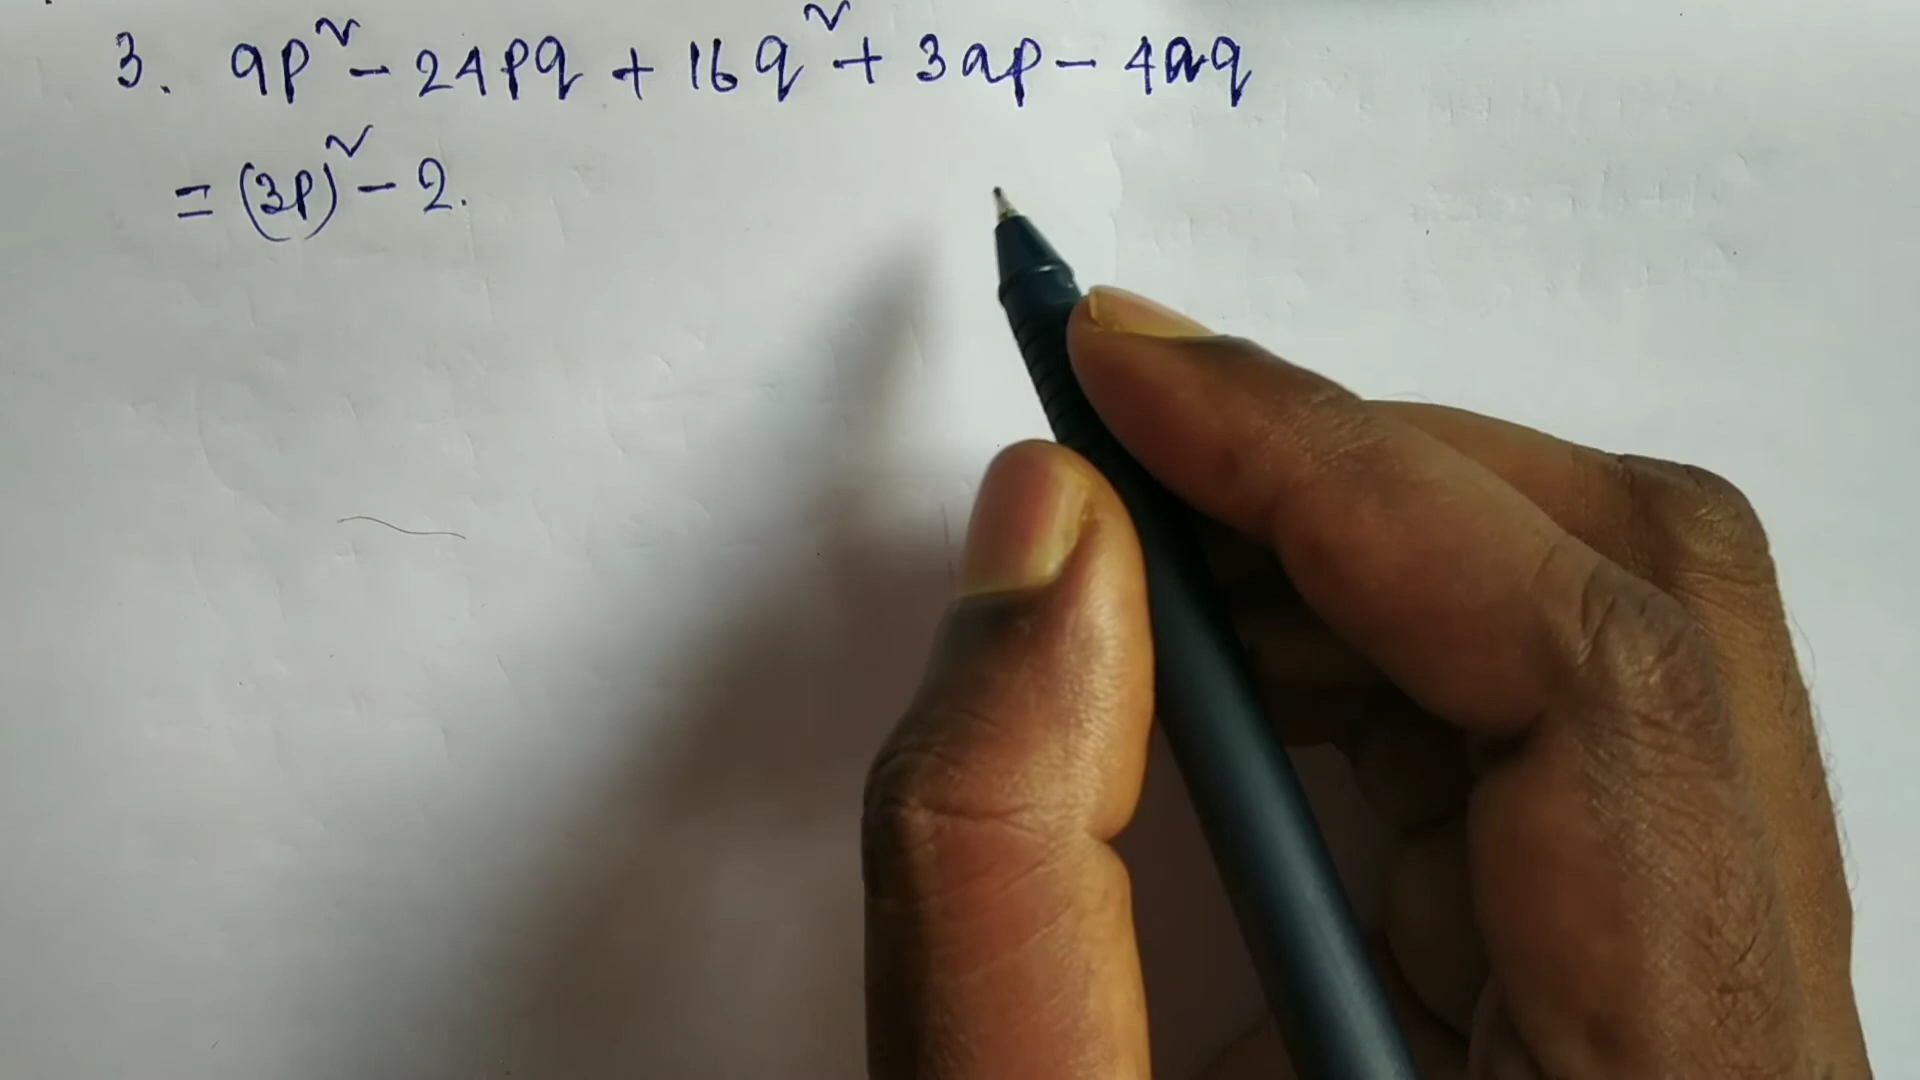 3. 9p² - 24pq + 16q² + 3ap - 4aq
= (3p)² - 2.